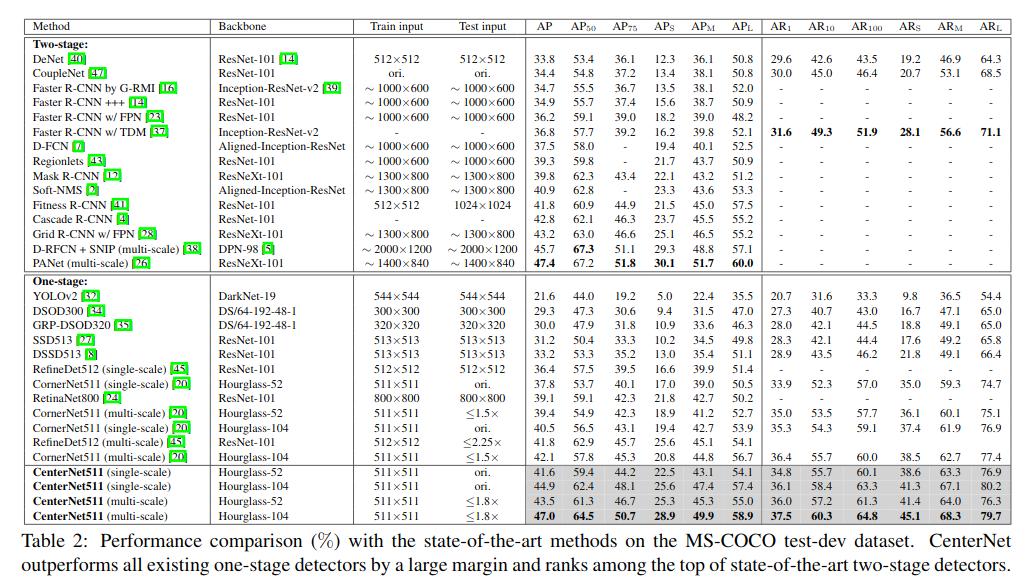 Method Backbone Train input Test input AP AP50 AP75 APS APM APL AR1 AR10 AR100 ARS ARM ARL
Two-stage:
DeNet [40] ResNet-101 [14] 512×512 512×512 33.8 53.4 36.1 12.3 36.1 50.8 29.6 42.6 43.5 19.2 46.9 64.3
CoupleNet [47] ResNet-101 ori. ori. 34.4 54.8 37.2 13.4 38.1 50.8 30.0 45.0 46.4 20.7 53.1 68.5
Faster R-CNN by G-RMI [16] Inception-ResNet-v2 [39] ~ 1000×600 ~ 1000×600 34.7 55.5 36.7 13.5 38.1 52.0 - - - - - -
Faster R-CNN +++ [14] ResNet-101 ~ 1000×600 ~ 1000×600 34.9 55.7 37.4 15.6 38.7 50.9 - - - - - -
Faster R-CNN w/ FPN [23] ResNet-101 ~ 1000×600 ~ 1000×600 36.2 59.1 39.0 18.2 39.0 48.2 - - - - - -
Faster R-CNN w/ TDM [37] Inception-ResNet-v2 - - 36.8 57.7 39.2 16.2 39.8 52.1 31.6 49.3 51.9 28.1 56.6 71.1
D-FCN [7] Aligned-Inception-ResNet ~ 1000×600 ~ 1000×600 37.5 58.0 - 19.4 40.1 52.5 - - - - - -
Regionlets [43] ResNet-101 ~ 1000×600 ~ 1000×600 39.3 59.8 - 21.7 43.7 50.9 - - - - - -
Mask R-CNN [12] ResNeXt-101 ~ 1300×800 ~ 1300×800 39.8 62.3 43.4 22.1 43.2 51.2 - - - - - -
Soft-NMS [2] Aligned-Inception-ResNet ~ 1300×800 ~ 1300×800 40.9 62.8 - 23.3 43.6 53.3 - - - - - -
Fitness R-CNN [41] ResNet-101 512×512 1024×1024 41.8 60.9 44.9 21.5 45.0 57.5 - - - - - -
Cascade R-CNN [4] ResNet-101 - - 42.8 62.1 46.3 23.7 45.5 55.2 - - - - - -
Grid R-CNN w/ FPN [28] ResNeXt-101 ~ 1300×800 ~ 1300×800 43.2 63.0 46.6 25.1 46.5 55.2 - - - - - -
D-RFCN + SNIP (multi-scale) [38] DPN-98 [5] ~ 2000×1200 ~ 2000×1200 45.7 67.3 51.1 29.3 48.8 57.1 - - - - - -
PANet (multi-scale) [26] ResNeXt-101 ~ 1400×840 ~ 1400×840 47.4 67.2 51.8 30.1 51.7 60.0 - - - - - -
One-stage:
YOLOv2 [32] DarkNet-19 544×544 544×544 21.6 44.0 19.2 5.0 22.4 35.5 20.7 31.6 33.3 9.8 36.5 54.4
DSOD300 [34] DS/64-192-48-1 300×300 300×300 29.3 47.3 30.6 9.4 31.5 47.0 27.3 40.7 43.0 16.7 47.1 65.0
GRP-DSOD320 [35] DS/64-192-48-1 320×320 320×320 30.0 47.9 31.8 10.9 33.6 46.3 28.0 42.1 44.5 18.8 49.1 65.0
SSD513 [27] ResNet-101 513×513 513×513 31.2 50.4 33.3 10.2 34.5 49.8 28.3 42.1 44.4 17.6 49.2 65.8
DSSD513 [8] ResNet-101 513×513 513×513 33.2 53.3 35.2 13.0 35.4 51.1 28.9 43.5 46.2 21.8 49.1 66.4
RefineDet512 (single-scale) [45] ResNet-101 512×512 512×512 36.4 57.5 39.5 16.6 39.9 51.4 - - - - - -
CornerNet511 (single-scale) [20] Hourglass-52 511×511 ori. 37.8 53.7 40.1 17.0 39.0 50.5 33.9 52.3 57.0 35.0 59.3 74.7
RetinaNet800 [24] ResNet-101 800×800 800×800 39.1 59.1 42.3 21.8 42.7 50.2 - - - - - -
CornerNet511 (multi-scale) [20] Hourglass-52 511×511 ≤1.5× 39.4 54.9 42.3 18.9 41.2 52.7 35.0 53.5 57.7 36.1 60.1 75.1
CornerNet511 (single-scale) [20] Hourglass-104 511×511 ori. 40.5 56.5 43.1 19.4 42.7 53.9 35.3 54.3 59.1 37.4 61.9 76.9
RefineDet512 (multi-scale) [45] ResNet-101 512×512 ≤2.25× 41.8 62.9 45.7 25.6 45.1 54.1
CornerNet511 (multi-scale) [20] Hourglass-104 511×511 ≤1.5× 42.1 57.8 45.3 20.8 44.8 56.7 36.4 55.7 60.0 38.5 62.7 77.4
CenterNet511 (single-scale) Hourglass-52 511×511 ori. 41.6 59.4 44.2 22.5 43.1 54.1 34.8 55.7 60.1 38.6 63.3 76.9
CenterNet511 (single-scale) Hourglass-104 511×511 ori. 44.9 62.4 48.1 25.6 47.4 57.4 36.1 58.4 63.3 41.3 67.1 80.2
CenterNet511 (multi-scale) Hourglass-52 511×511 ≤1.8× 43.5 61.3 46.7 25.3 45.3 55.0 36.0 57.2 61.3 41.4 64.0 76.3
CenterNet511 (multi-scale) Hourglass-104 511×511 ≤1.8× 47.0 64.5 50.7 28.9 49.9 58.9 37.5 60.3 64.8 45.1 68.3 79.7
Table 2: Performance comparison (%) with the state-of-the-art methods on the MS-COCO test-dev dataset. CenterNet
outperforms all existing one-stage detectors by a large margin and ranks among the top of state-of-the-art two-stage detectors.